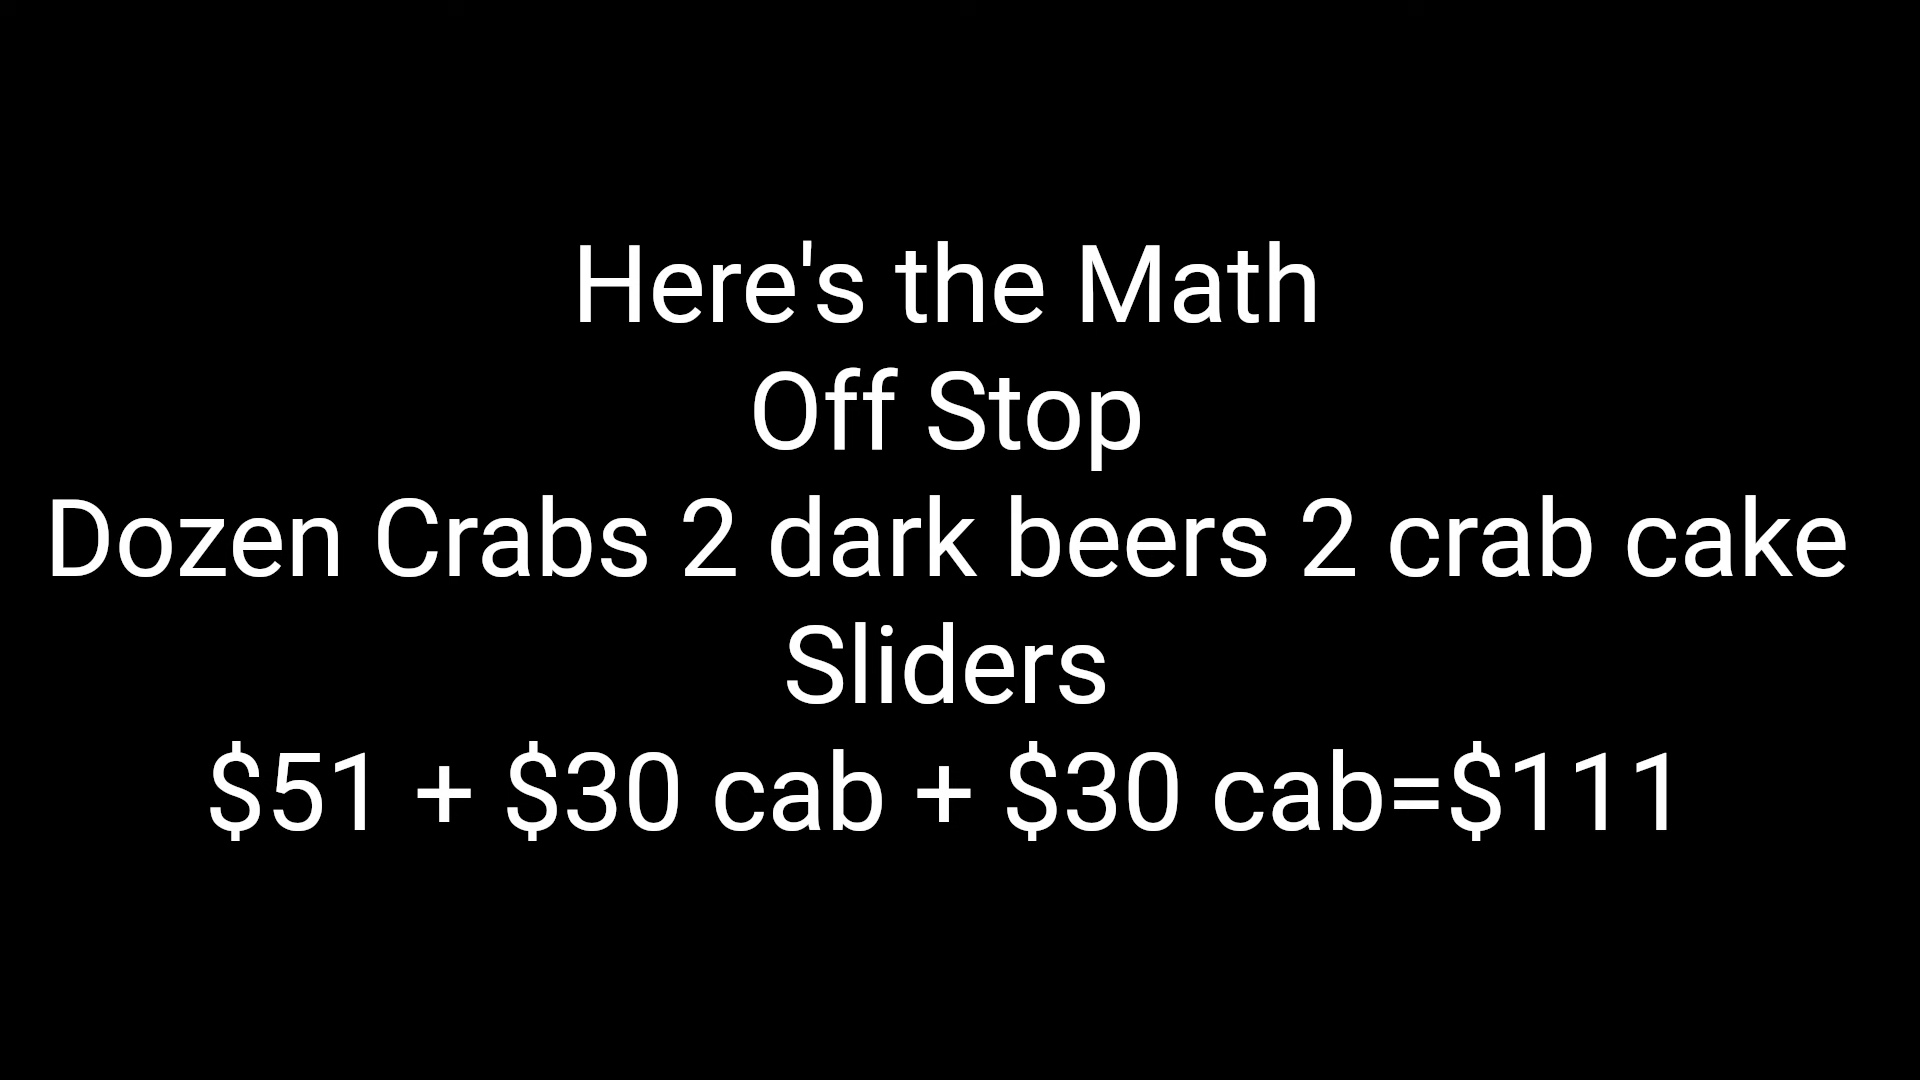 Here's the Math
Off Stop
Dozen Crabs 2 dark beers 2 crab cake
Sliders
$51 + $30 cab + $30 cab=$111